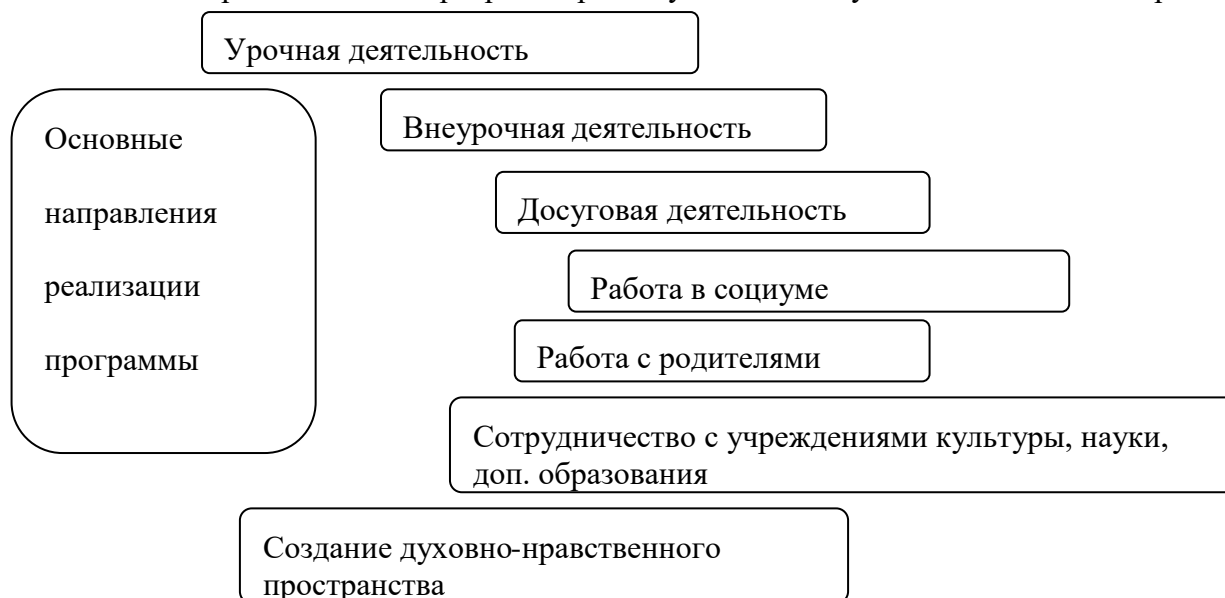 Урочная деятельность
Основные
направления
реализации
программы
Внеурочная деятельность
Досуговая деятельность
Работа в социуме
Работа с родителями
Сотрудничество с учреждениями культуры, науки,
доп. образования
Создание духовно-нравственного
пространства